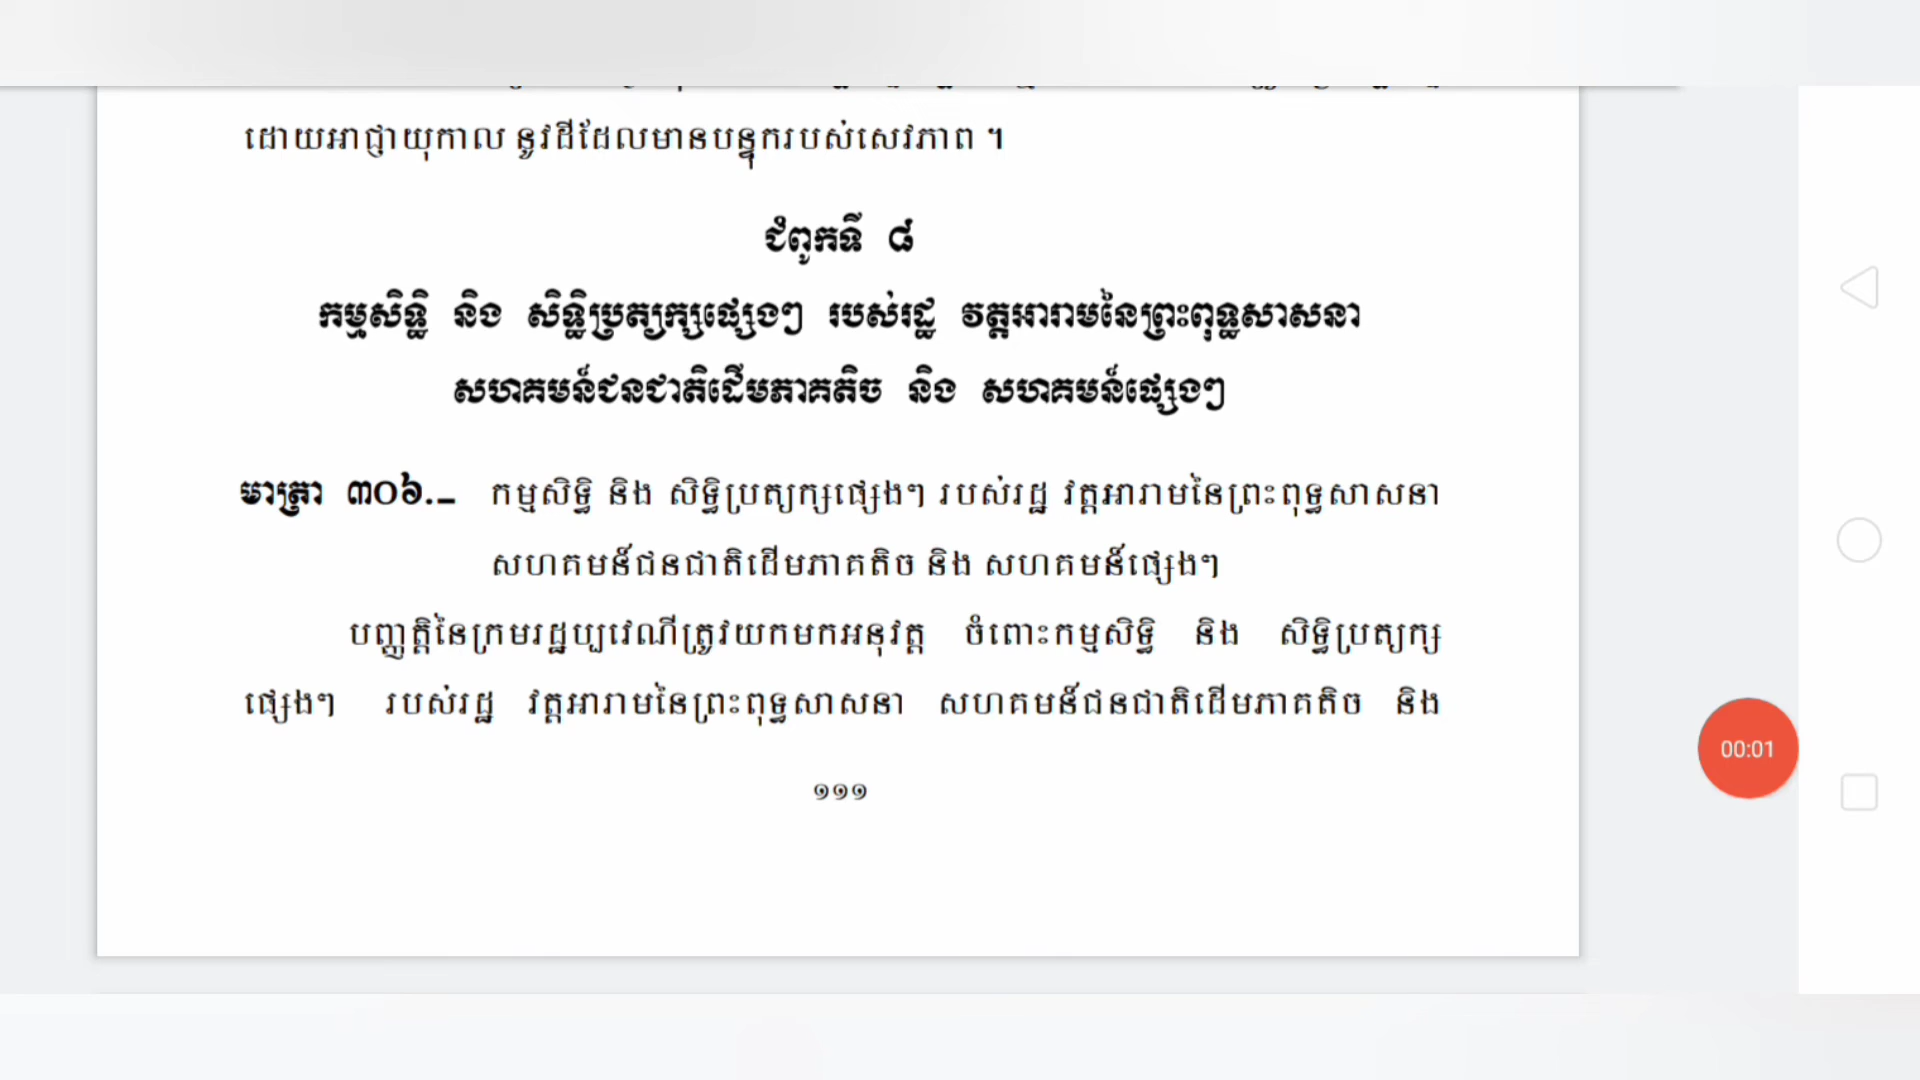 ដោយអាជ្ញាយុកាល នូវដីដែលមានបន្ទុករបស់សេវភាព ។
ជំពូកទី ៨
កម្មសិទ្ធិ និង សិទ្ធិប្រត្យក្សផ្សេងៗ របស់រដ្ឋ វត្តអារាមនៃព្រះពុទ្ធសាសនា
សហគមន៍ជនជាតិដើមភាគតិច និង សហគមន៍ផ្សេងៗ
មាត្រា ៣០៦._ កម្មសិទ្ធិ និង សិទ្ធិប្រត្យក្សផ្សេងៗ របស់រដ្ឋ វត្តអារាមនៃព្រះពុទ្ធសាសនា
សហគមន៍ជនជាតិដើមភាគតិច និង សហគមន៍ផ្សេងៗ
បញ្ញត្តិនៃក្រមរដ្ឋប្បវេណីត្រូវយកមកអនុវត្ត ចំពោះកម្មសិទ្ធិ និង សិទ្ធិប្រត្យក្ស
ផ្សេងៗ របស់រដ្ឋ វត្តអារាមនៃព្រះពុទ្ធសាសនា សហគមន៍ជនជាតិដើមភាគតិច និង
00:01
១១១